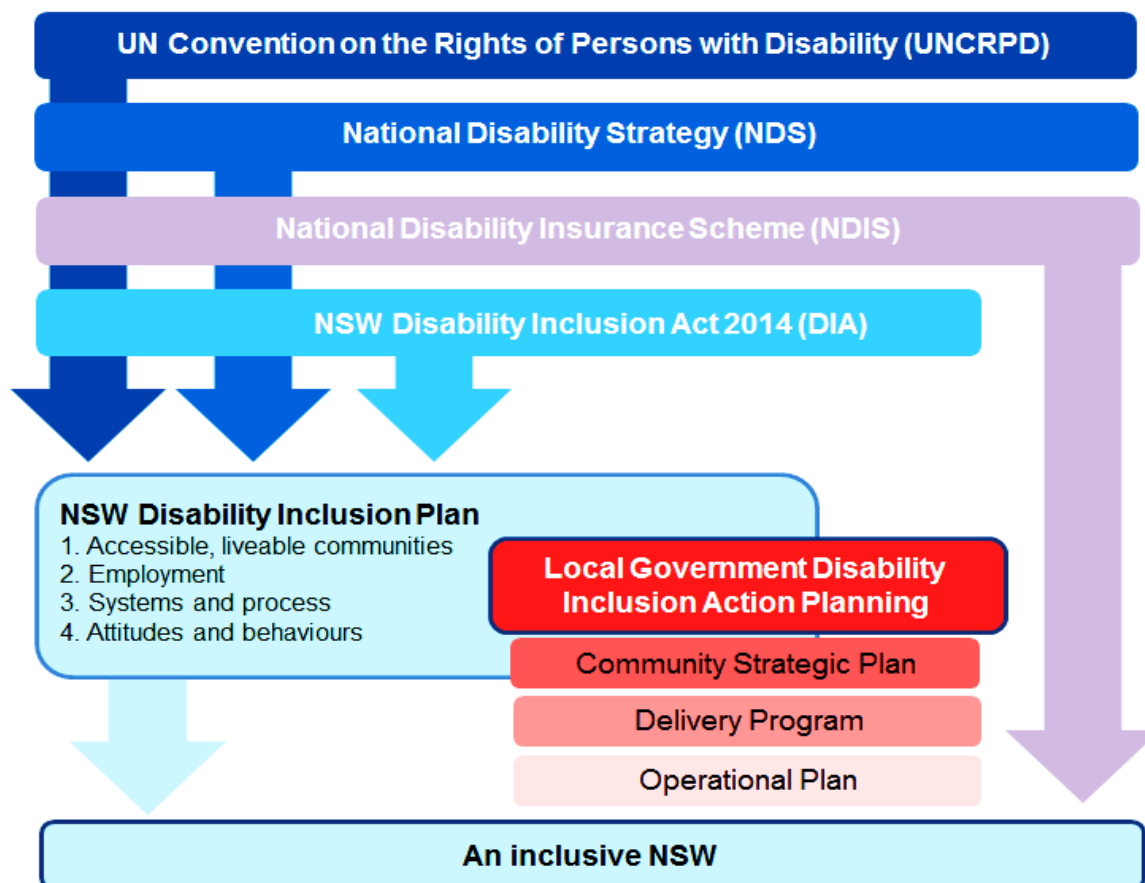 UN Convention on the Rights of Persons with Disability (UNCRPD)
National Disability Strategy (NDS)
National Disability Insurance Scheme (NDIS)
NSW Disability Inclusion Act 2014 (DIA)
NSW Disability Inclusion Plan
1. Accessible, liveable communities
2. Employment
3. Systems and process
4. Attitudes and behaviours
Local Government Disability
Inclusion Action Planning
Community Strategic Plan
Delivery Program
Operational Plan
An inclusive NSW